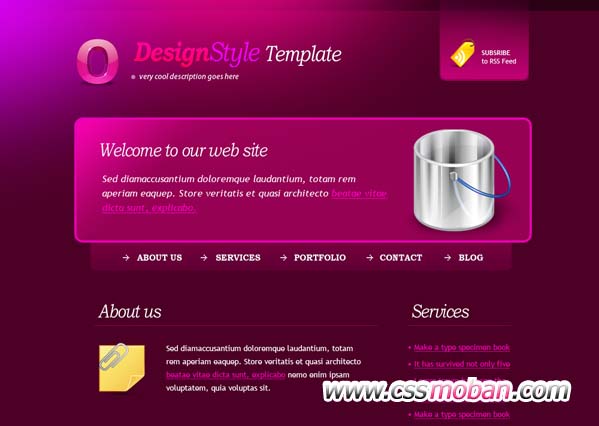 O DesignStyle Template
very cool description goes here
SUBSRIBE
to RSS Feed
Welcome to our web site
Sed diamaccusantium doloremque laudantium, totam rem
aperiam eaquep. Store veritatis et quasi architecto beatae vitae
dicta sunt, explicabo.
ABOUT US
SERVICES
PORTFOLIO
CONTACT
BLOG
About us
Sed diamaccusantium doloremque laudantium, totam
rem aperiam eaquep. Store veritatis et quasi architecto
beatae vitae dicta sunt, explicabo nemo enim ipsam
voluptatem, quia voluptas sit.
Services
Make a type specimen book
It has survived not only five
www.cssmoban.com
Make a type specimen book